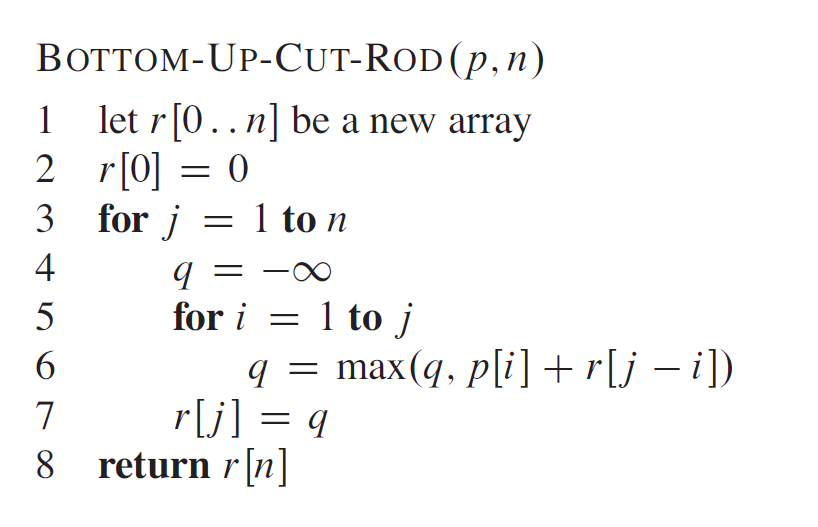 BOTTOM-UP-CUT-ROD(p, n)
1 let r[0..n] be a new array
2 r[0] = 0
3 for j = 1 to n
4 q = −∞
5 for i = 1 to j
6 q = max(q, p[i] + r[j − i])
7 r[j] = q
8 return r[n]